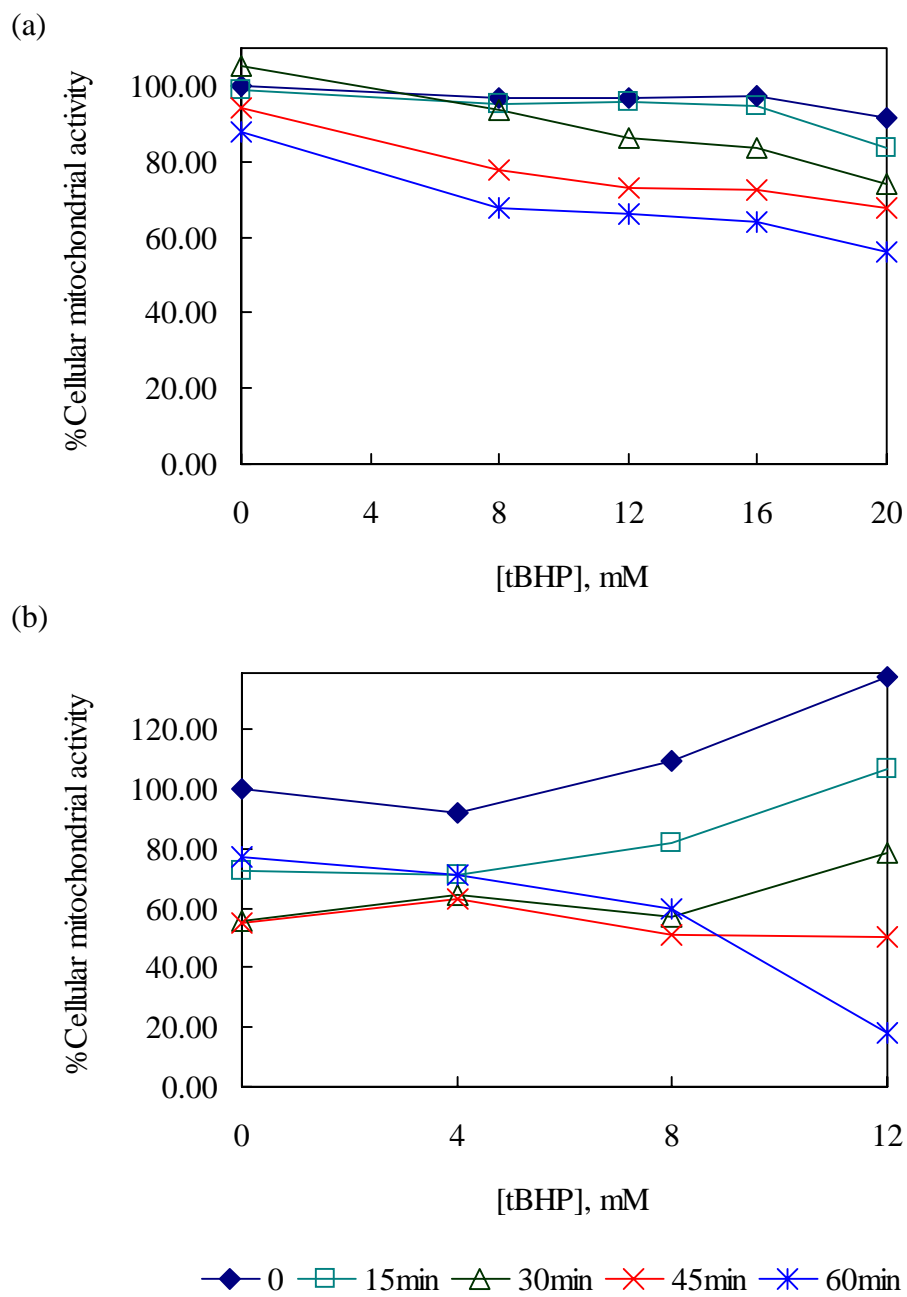 (a)
%Cellular mitochondrial activity
100.00
80.00
60.00
40.00
20.00
0.00
0 4 8 12 16 20
[tBHP], mM
(b)
%Cellular mitochondrial activity
120.00
100.00
80.00
60.00
40.00
20.00
0.00
0 4 8 12
[tBHP], mM
0 15min 30min 45min 60min